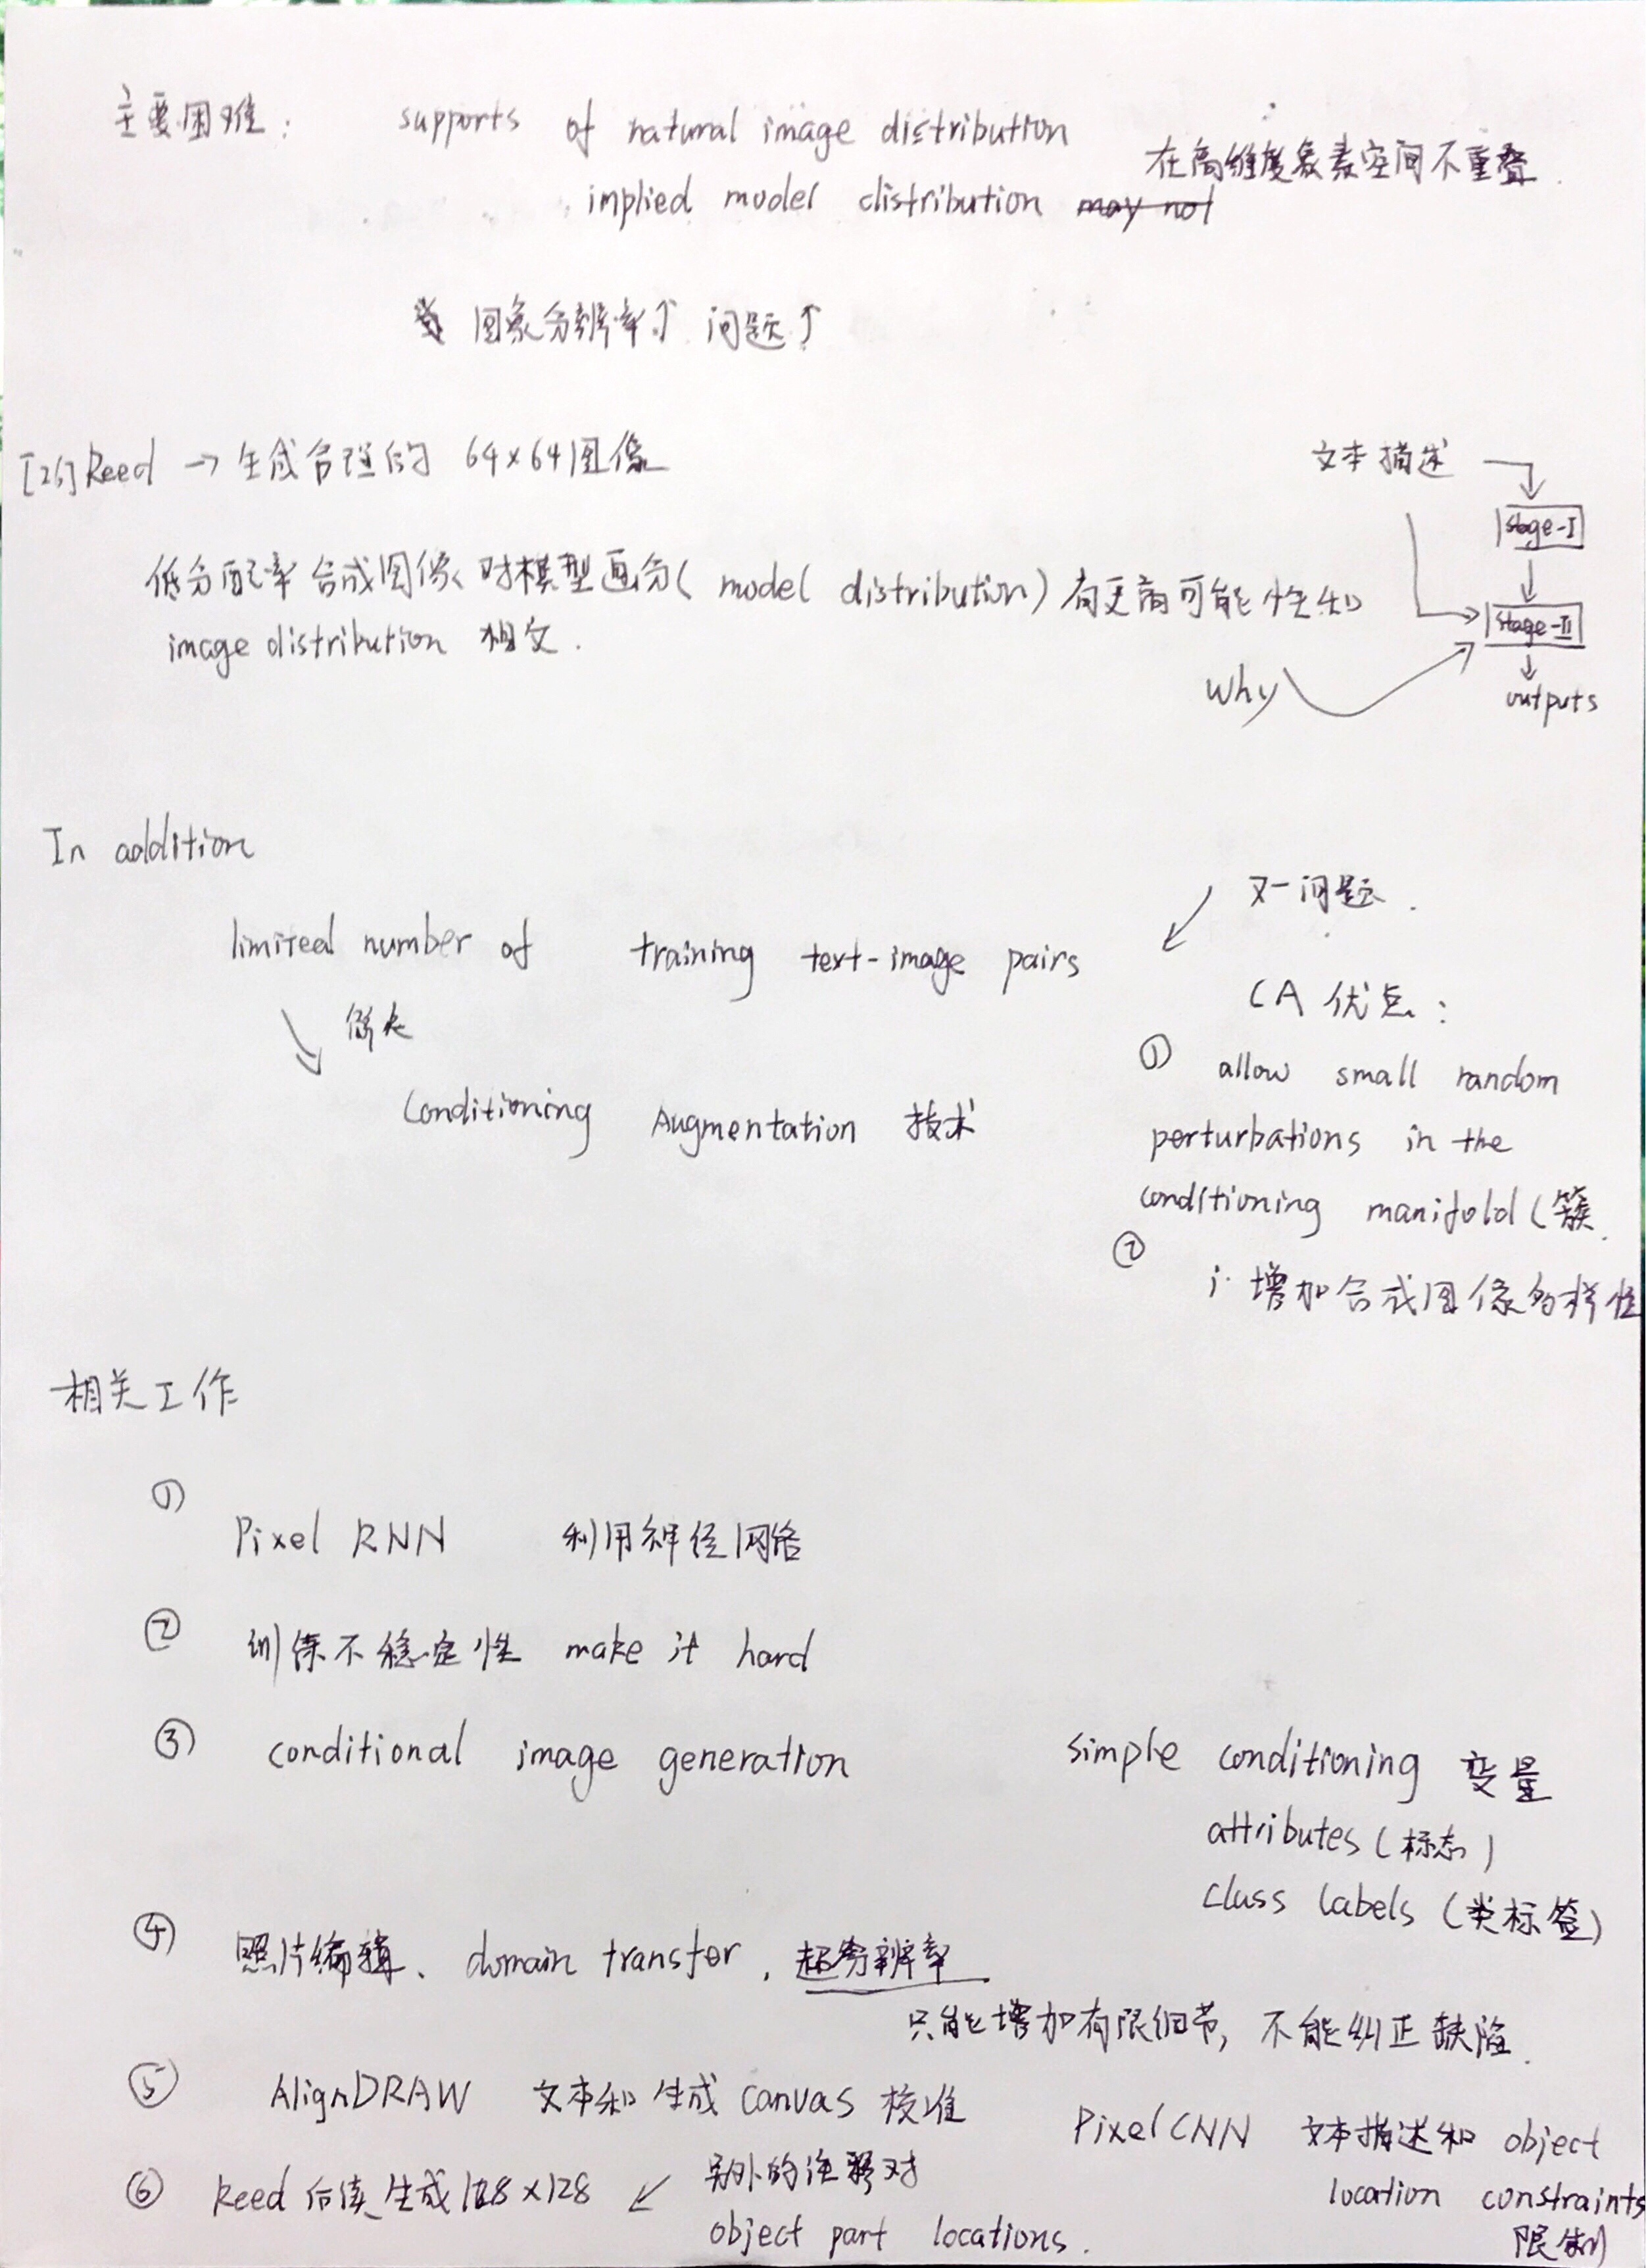 主要困难: supports of natural image distribution
implied model distribution may not
在高维度象素空间不重叠.
图象分辨率↑ 问题↑
[26] Reed → 生成合理的 64×64 图像
低分配率合成图像 时模型画分( model distribution) 有更高可能性和
image distribution 相交.
文本描述
Stage-I
Stage-II
outputs
Why
In addition
limited number of training text-image pairs
Conditioning Augmentation 技术
又一问题.
CA 优点:
① allow small random
perturbations in the
conditioning manifold (簇
② 增加合成图像多样性
相关工作
① Pixel RNN 利用神经网络
② 训练不稳定性 make it hard
③ conditional image generation
simple conditioning 变量
attributes (标志)
class labels (类标签)
④ 照片编辑、domain transfer, 超分辨率
只能增加有限细节, 不能纠正缺陷.
⑤ AlignDRAW 文本和生成 canvas 校准
PixelCNN 文本描述和 object
location constraints
限制
⑥ Reed 后续生成 128×128 ↙ 另外的注释对
object part locations.